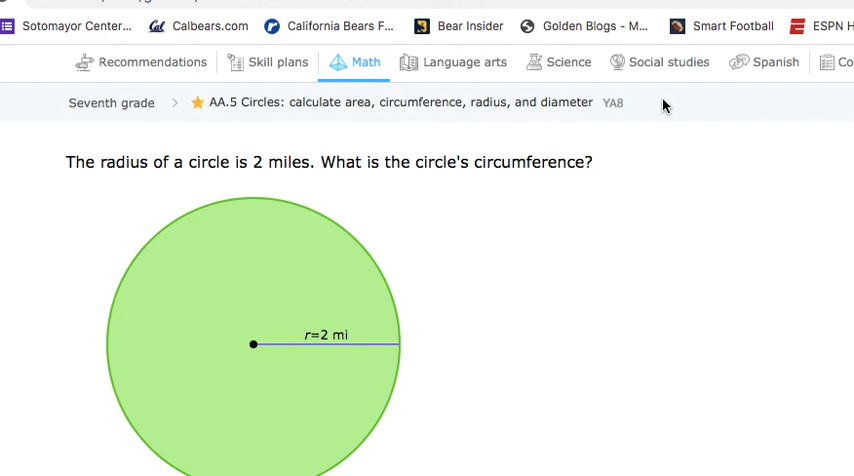 Sotomayor Center... Calbears.com California Bears F... Bear Insider Golden Blogs - M... Smart Football ESPN H
Recommendations Skill plans Math Language arts Science Social studies Spanish Co
Seventh grade > AA.5 Circles: calculate area, circumference, radius, and diameter YA8
The radius of a circle is 2 miles. What is the circle's circumference?
r=2 mi